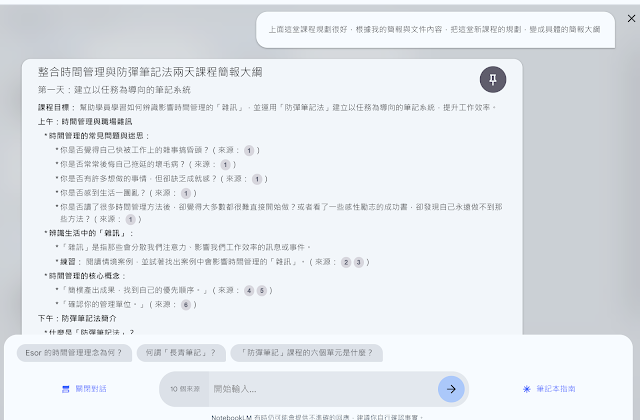 上面這堂課程規劃很好，根據我的簡報與文件內容，把這堂新課程的規劃，變成具體的簡報大綱
整合時間管理與防彈筆記法兩天課程簡報大綱
第一天：建立以任務為導向的筆記系統
課程目標： 幫助學員學習如何辨識影響時間管理的「雜訊」，並運用「防彈筆記法」建立以任務為導向的筆記系統，提升工作效率。
上午：時間管理與職場雜訊
*時間管理的常見問題與迷思：
*你是否覺得自己快被工作上的雜事搞昏頭？（來源： 1 ）
*你是否常常後悔自己拖延的壞毛病？（來源： 1 ）
*你是否有許多想做的事情，但卻缺乏成就感？（來源： 1 ）
*你是否感到生活一團亂？（來源： 1 ）
*你是否讀了很多時間管理方法後，卻覺得大多數都很難直接開始做？或者看了一些感性勵志的成功書，卻發現自己永遠做不到那
些方法？（來源： 1 ）
*辨識生活中的「雜訊」：
*「雜訊」是指那些會分散我們注意力，影響我們工作效率的訊息或事件。
*練習： 閱讀情境案例，並試著找出案例中會影響時間管理的「雜訊」。（來源： 2 3 ）
*時間管理的核心概念：
*「簡樸產出成果，找到自己的優先順序。」（來源： 4 5 ）
*「確認你的管理單位。」（來源： 6 ）
下午：防彈筆記法簡介
*什麼是「防彈筆記法」？
Esor 的時間管理理念為何？
何謂「長青筆記」？
「防彈筆記」課程的六個單元是什麼？
關閉對話
10 個來源
開始輸入...
筆記本指南
NotebookLM 有時仍可能會提供不準確的回應，建議你自行確認事實。